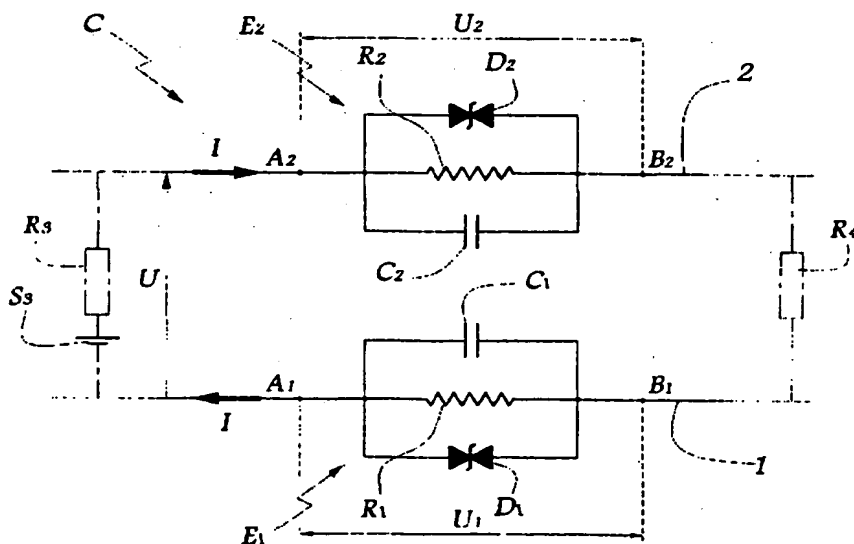 C E2 U2
R2 D2 2
I A2 B2
R3 U C2 C1 R4
S3
A1 B1
I R1 D1 1
E1 U1